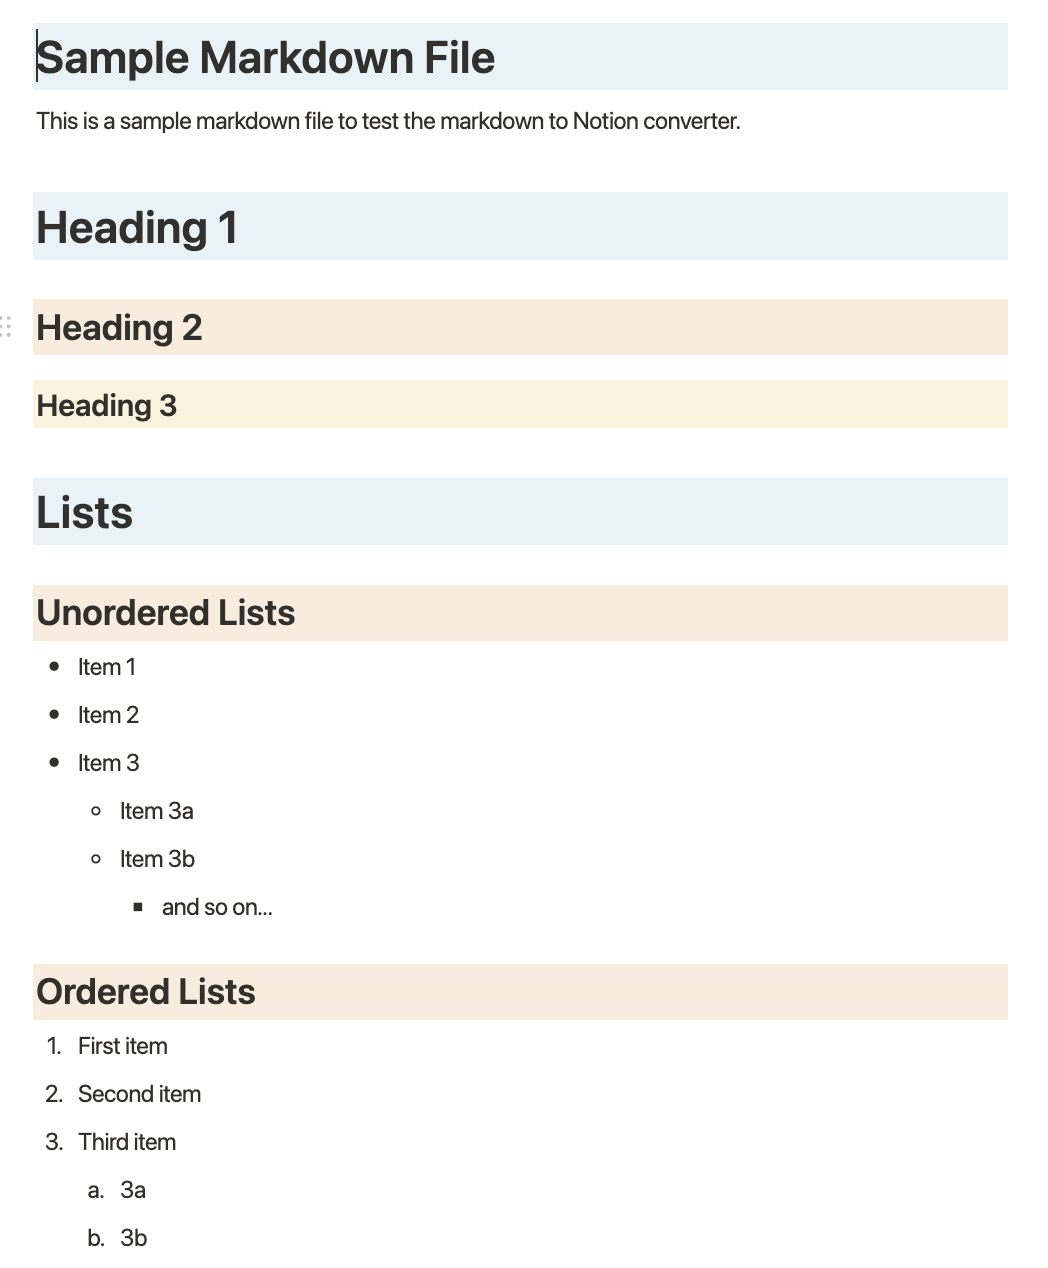 Sample Markdown File
This is a sample markdown file to test the markdown to Notion converter.
Heading 1
Heading 2
Heading 3
Lists
Unordered Lists
• Item 1
• Item 2
• Item 3
◦ Item 3a
◦ Item 3b
▪ and so on...
Ordered Lists
1. First item
2. Second item
3. Third item
a. 3a
b. 3b